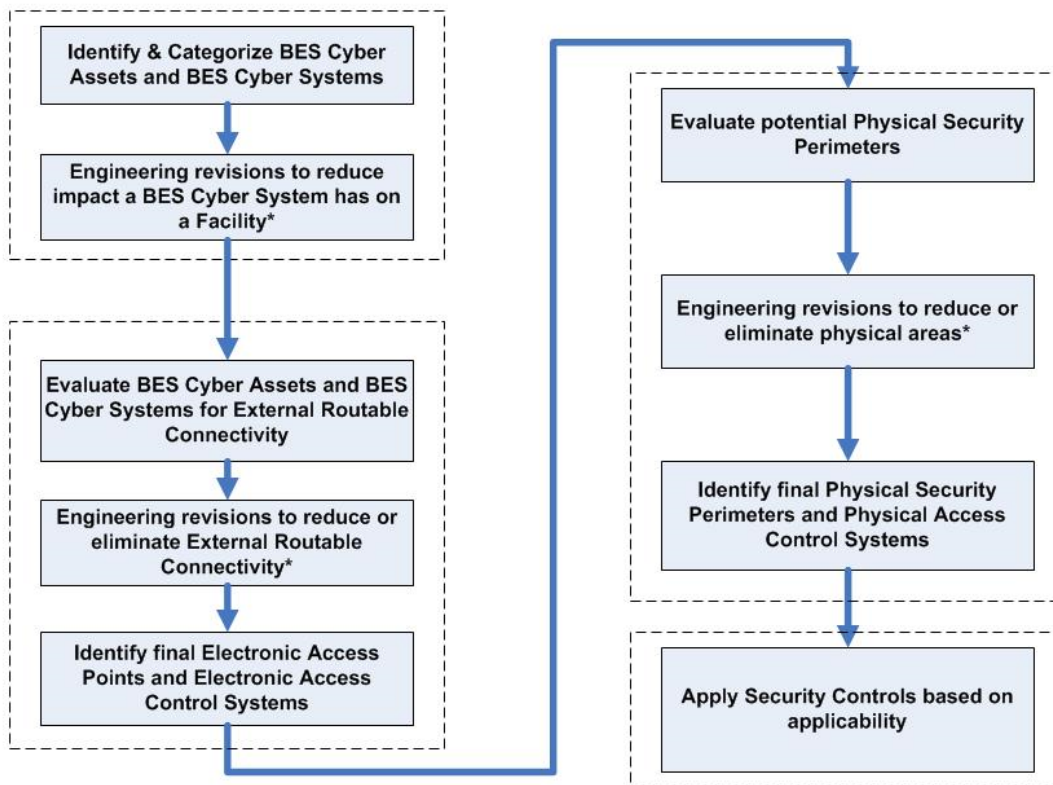 Identify & Categorize BES Cyber
Assets and BES Cyber Systems
Engineering revisions to reduce
impact a BES Cyber System has on
a Facility*
Evaluate BES Cyber Assets and BES
Cyber Systems for External Routable
Connectivity
Engineering revisions to reduce or
eliminate External Routable
Connectivity*
Identify final Electronic Access
Points and Electronic Access
Control Systems
Evaluate potential Physical Security
Perimeters
Engineering revisions to reduce or
eliminate physical areas*
Identify final Physical Security
Perimeters and Physical Access
Control Systems
Apply Security Controls based on
applicability